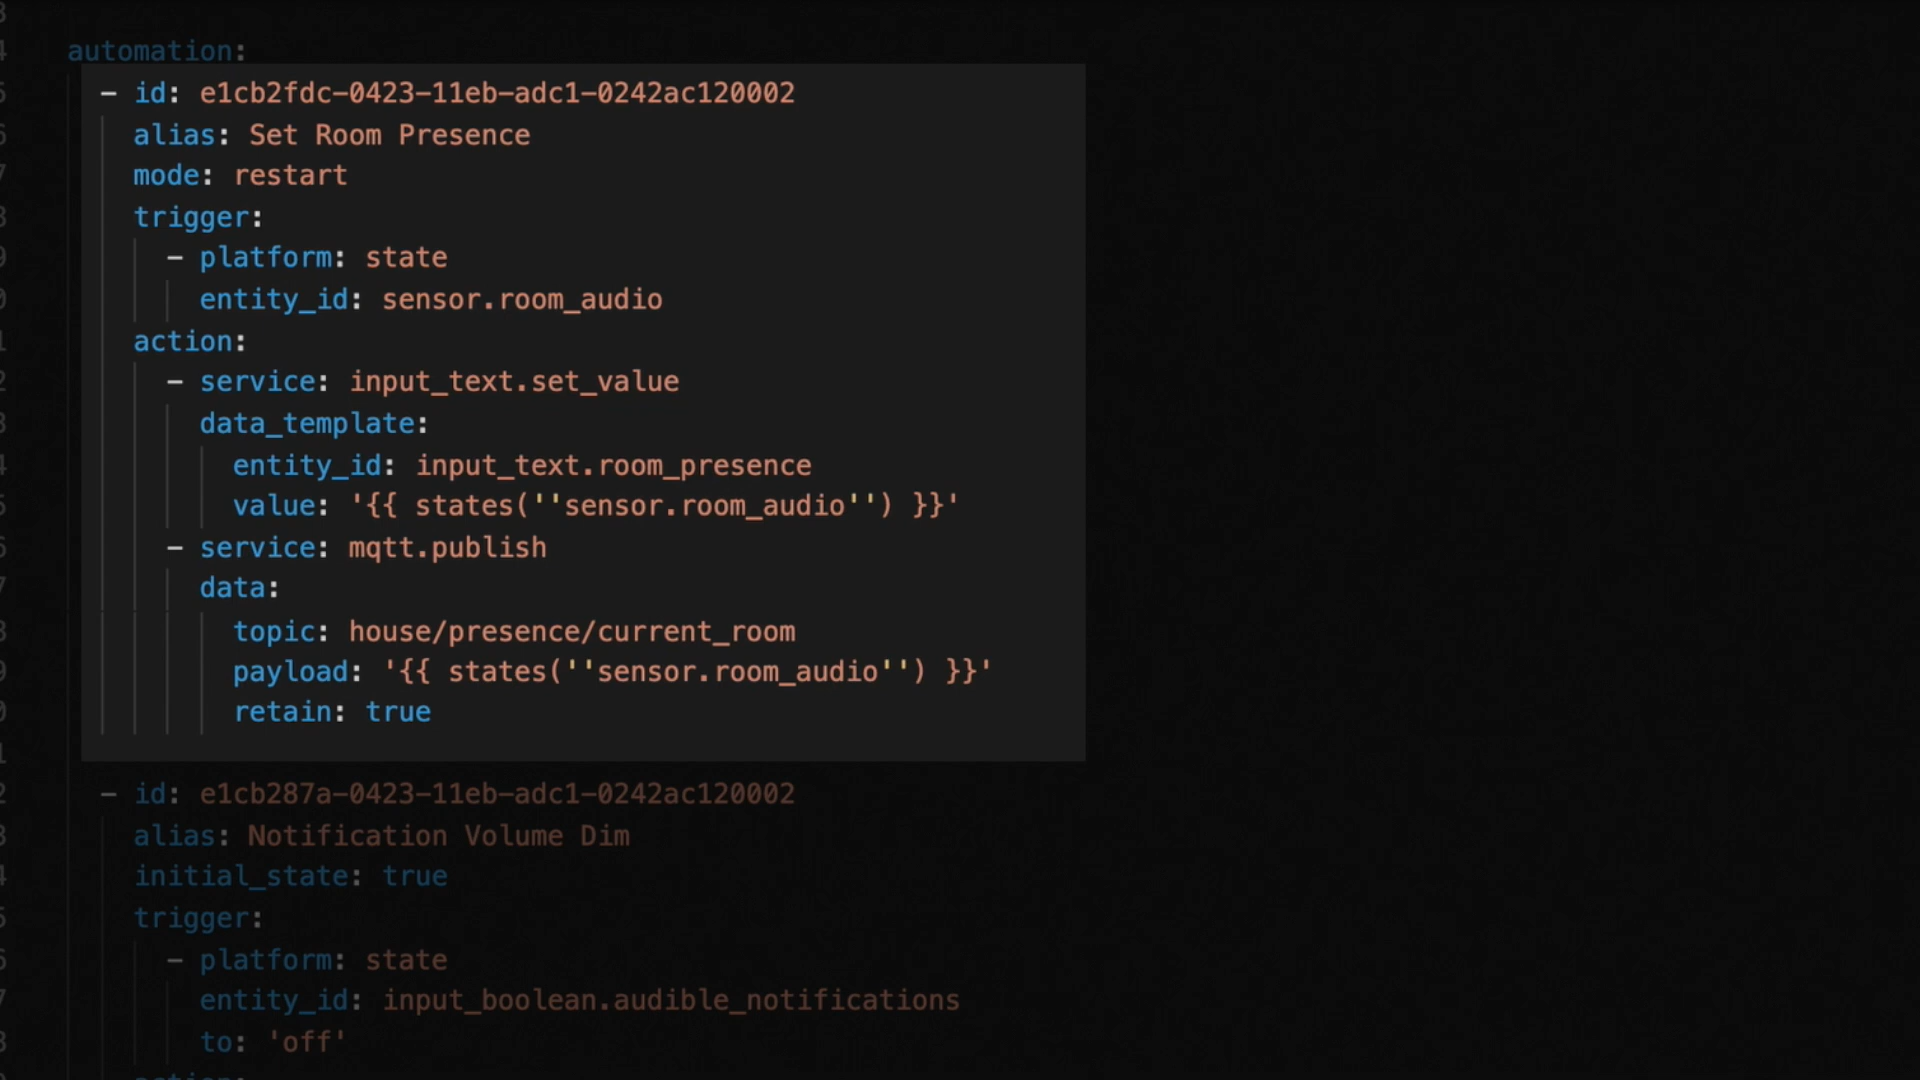 automation:
- id: e1cb2fdc-0423-11eb-adc1-0242ac120002
alias: Set Room Presence
mode: restart
trigger:
- platform: state
entity_id: sensor.room_audio
action:
- service: input_text.set_value
data_template:
entity_id: input_text.room_presence
value: '{{ states(''sensor.room_audio'') }}'
- service: mqtt.publish
data:
topic: house/presence/current_room
payload: '{{ states(''sensor.room_audio'') }}'
retain: true
- id: e1cb287a-0423-11eb-adc1-0242ac120002
alias: Notification Volume Dim
initial_state: true
trigger:
- platform: state
entity_id: input_boolean.audible_notifications
to: 'off'